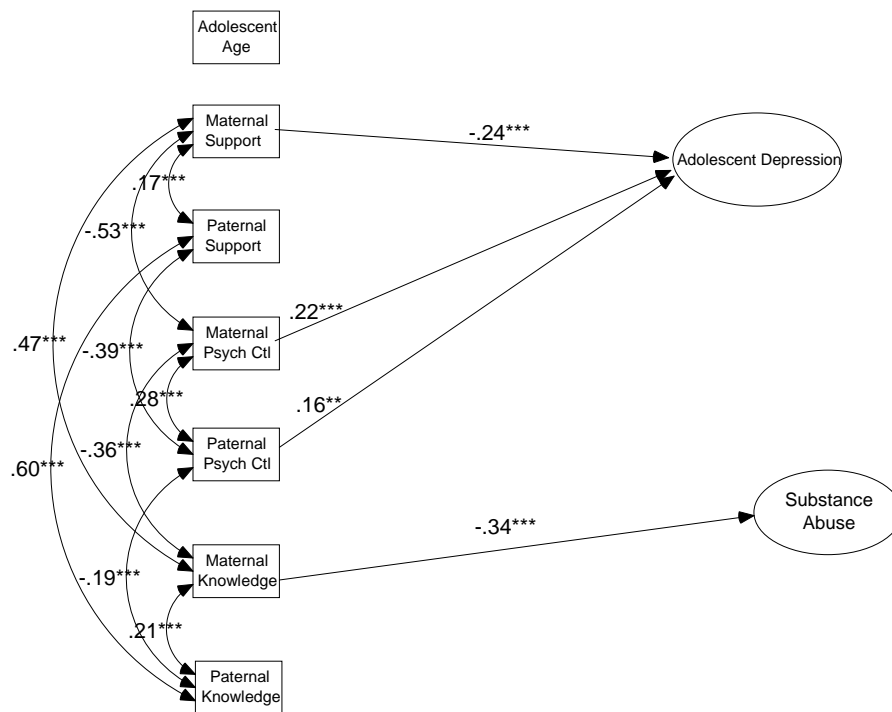 Adolescent
Age
Maternal
Support
-.24***
Adolescent Depression
.17***
Paternal
Support
-.53***
Maternal
Psych Ctl
.22***
.47***
-.39***
.28***
.16**
Paternal
Psych Ctl
-.36***
.60***
Substance
Abuse
-.34***
Maternal
Knowledge
-.19***
.21***
Paternal
Knowledge